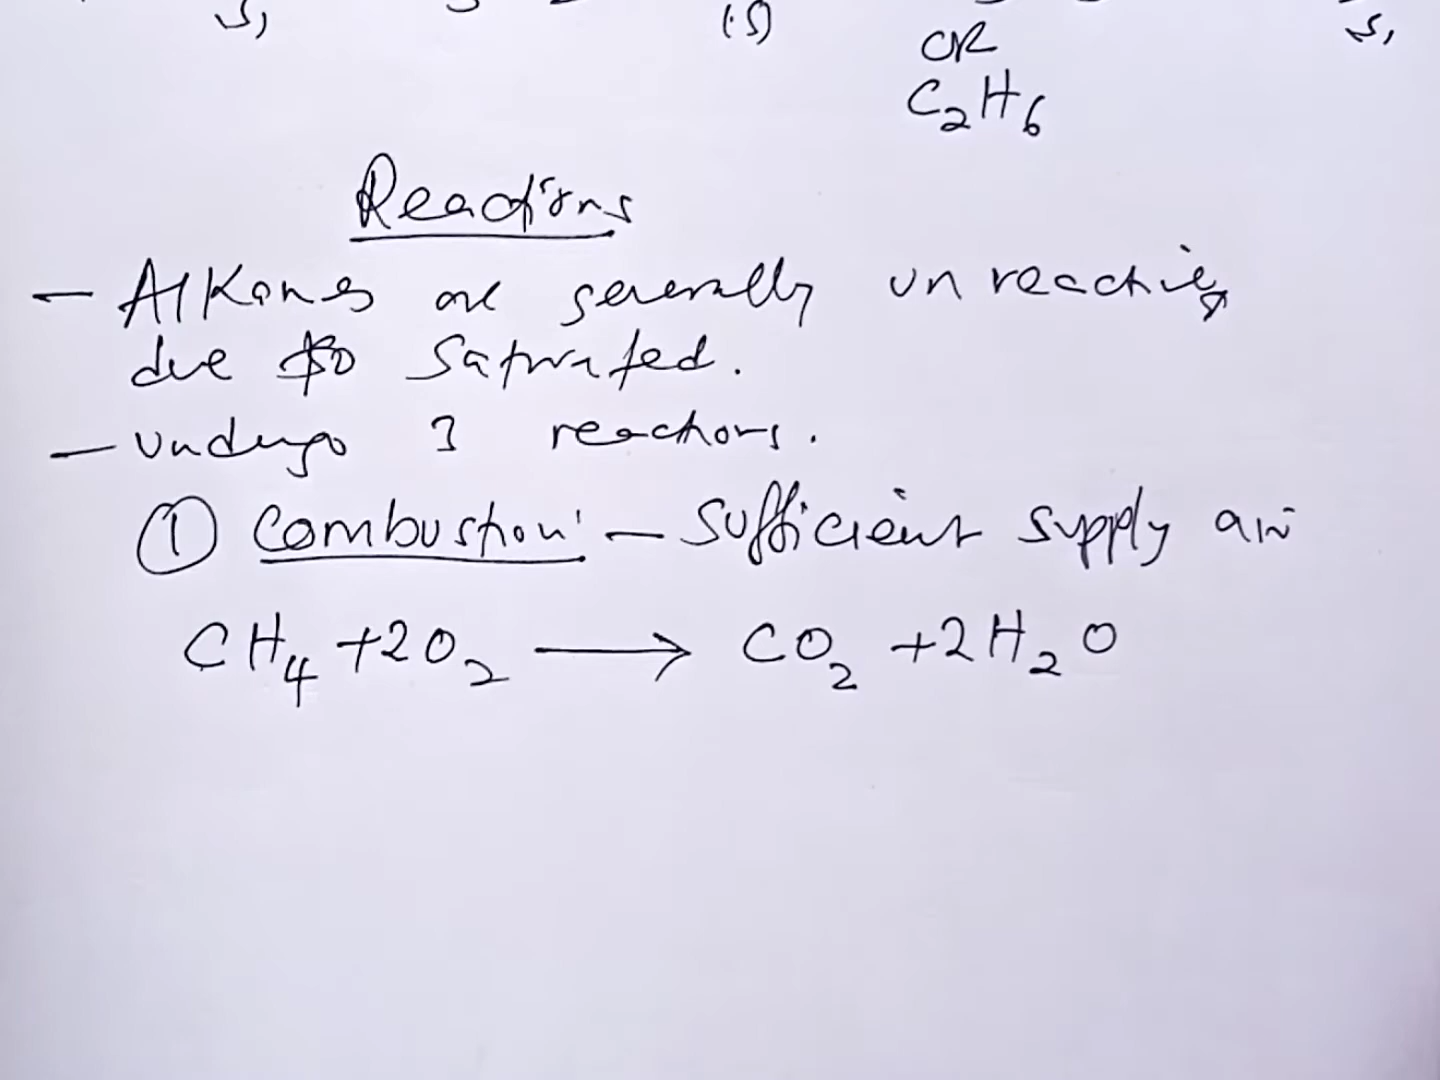 (s)
OR
C₂H₆
Reactions
- Alkanes are generally unreactive
due to saturated.
- undergo 3 reactions.
① Combustion - Sufficient supply air
CH₄ + 2O₂ ⟶ CO₂ + 2H₂O